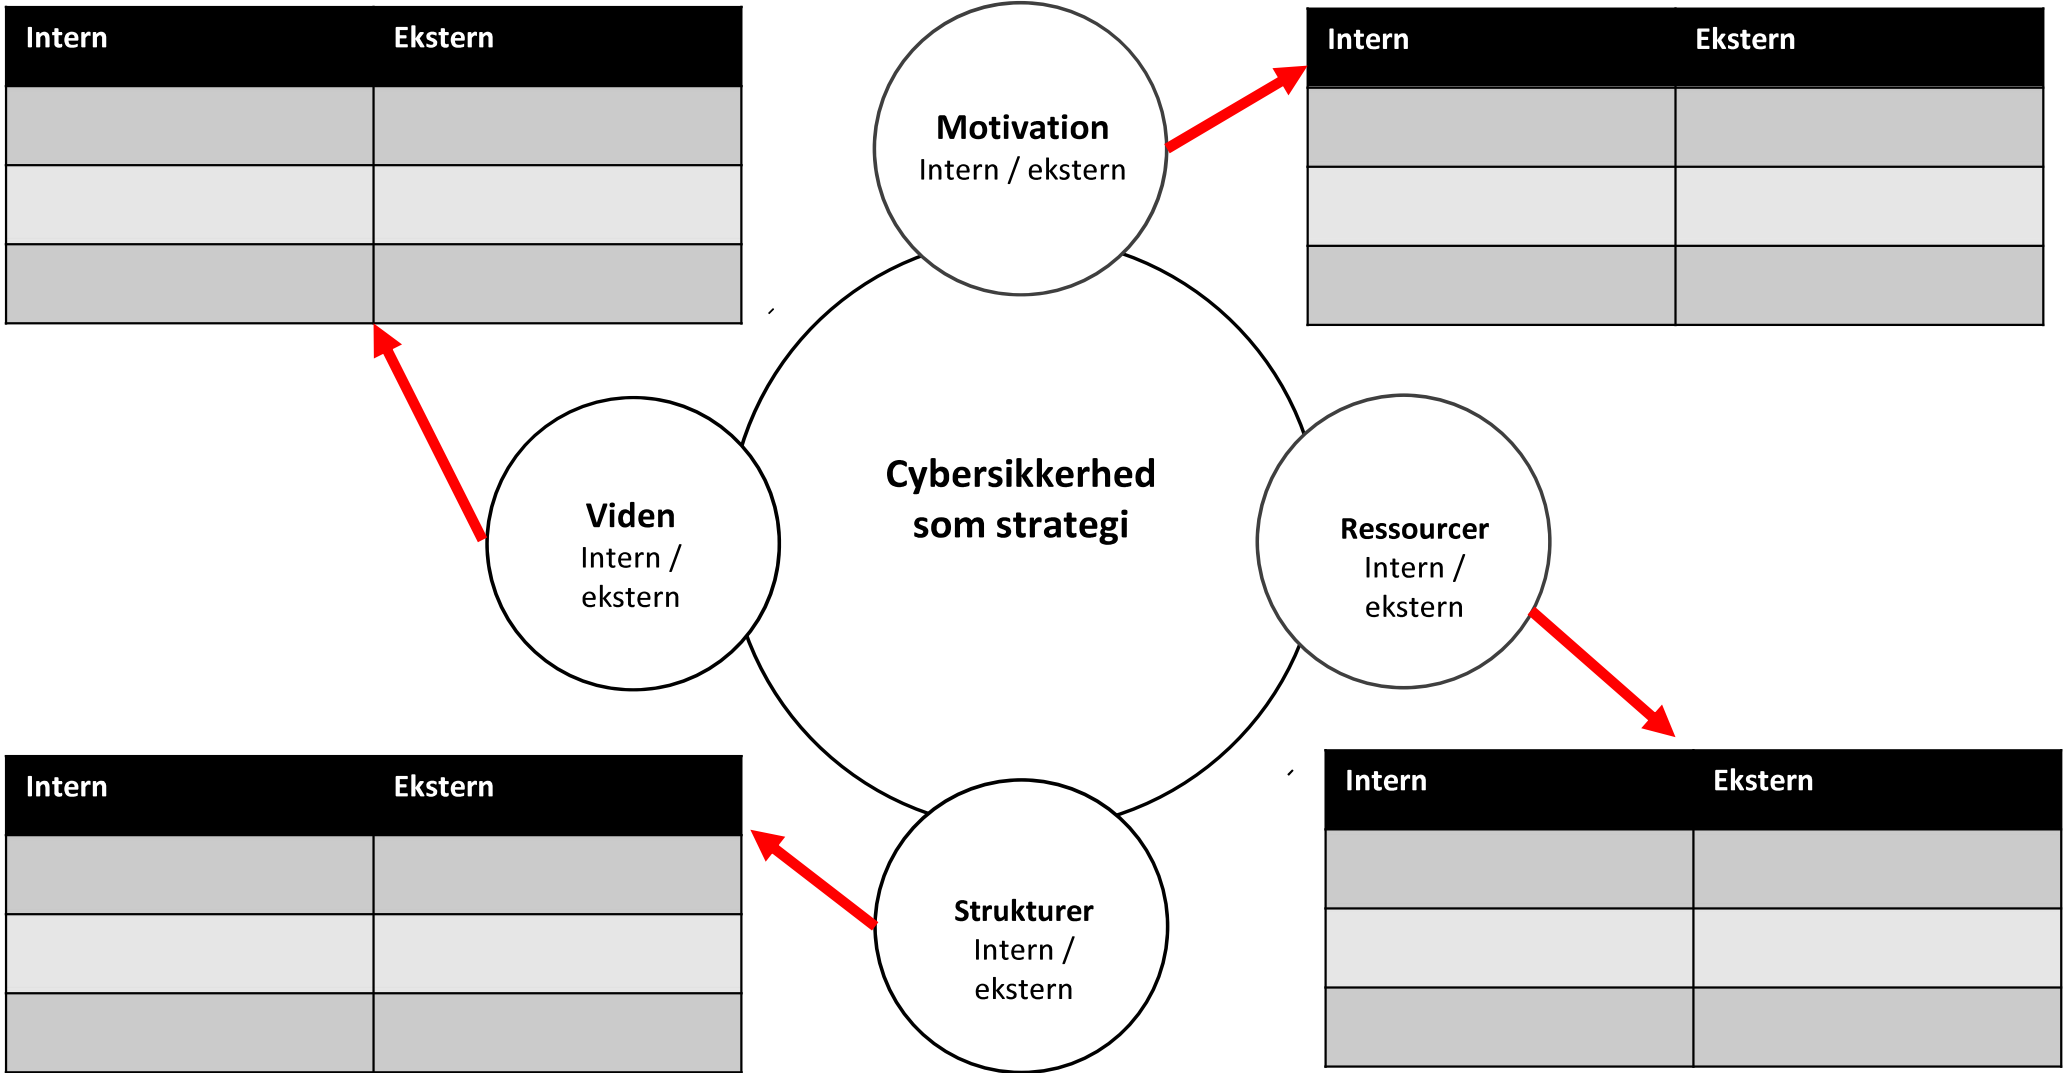 Intern Ekstern
Motivation
Intern / ekstern
Intern Ekstern
Viden
Intern /
ekstern
Cybersikkerhed
som strategi
Ressourcer
Intern /
ekstern
Intern Ekstern
Strukturer
Intern /
ekstern
Intern Ekstern